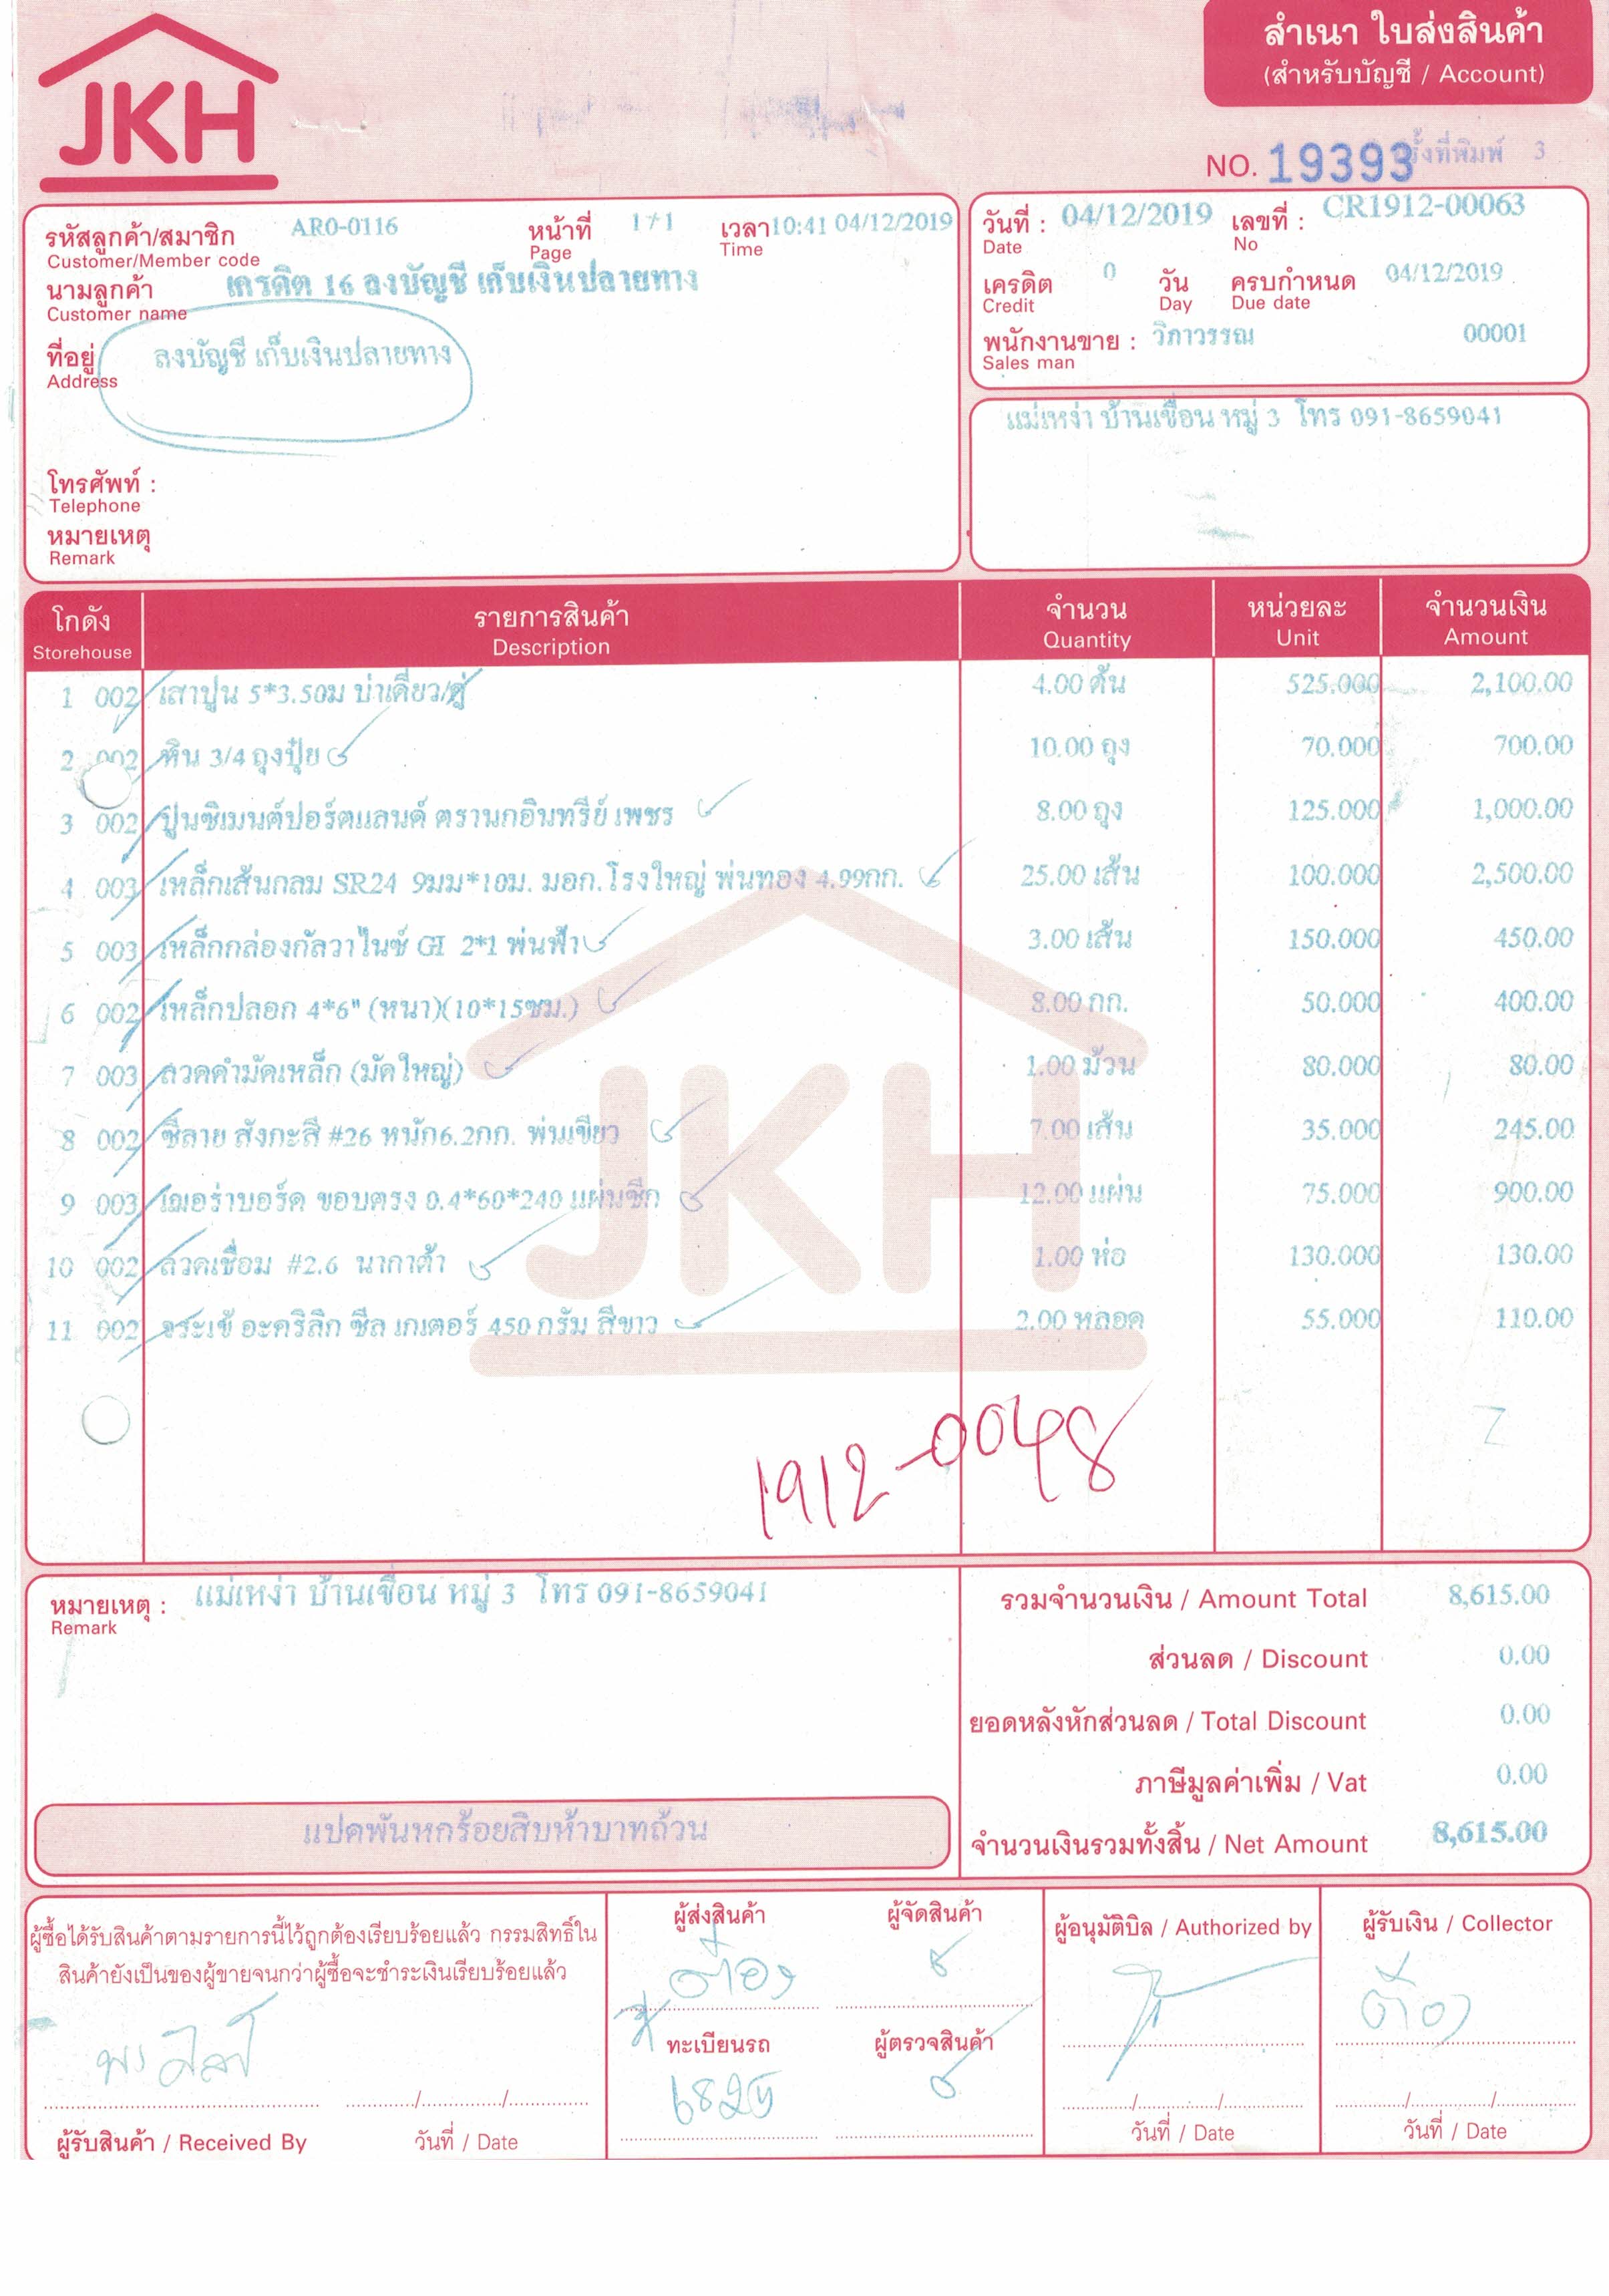 JKH
สำเนา ใบส่งสินค้า
(สำหรับบัญชี / Account)
NO. 19393 ครั้งที่พิมพ์ 3
รหัสลูกค้า/สมาชิก AR0-0116 หน้าที่ 1/1 เวลา 10:41 04/12/2019
Customer/Member code Page Time
นามลูกค้า เครดิต 16 ลงบัญชี เก็บเงินปลายทาง
Customer name
ที่อยู่ ลงบัญชี เก็บเงินปลายทาง
Address
โทรศัพท์ :
Telephone
หมายเหตุ
Remark
วันที่ : 04/12/2019 เลขที่ : CR1912-00063
Date No
เครดิต 0 วัน ครบกำหนด 04/12/2019
Credit Day Due date
พนักงานขาย : วิภาวรรณ 00001
Sales man
แม่เหง่า บ้านเขื่อน หมู่ 3 โทร 091-8659041
โกดัง รายการสินค้า จำนวน หน่วยละ จำนวนเงิน
Storehouse Description Quantity Unit Amount
1 002 เสาปูน 5*3.50ม บ่าเดี่ยว/คู่ 4.00 ต้น 525.000 2,100.00
2 002 หิน 3/4 ถุงปุ๋ย 10.00 ถุง 70.000 700.00
3 002 ปูนซิเมนต์ปอร์ตแลนด์ ตรานกอินทรีย์ เพชร 8.00 ถุง 125.000 1,000.00
4 003 เหล็กเส้นกลม SR24 9มม*10ม. มอก.โรงใหญ่ พ่นทอง 4.99กก. 25.00 เส้น 100.000 2,500.00
5 003 เหล็กกล่องกัลวาไนซ์ GI 2*1 พ่นฟ้า 3.00 เส้น 150.000 450.00
6 002 เหล็กปลอก 4*6" (หนา)(10*15ซม.) 8.00 กก. 50.000 400.00
7 003 ลวดดำมัดเหล็ก (มัดใหญ่) 1.00 ม้วน 80.000 80.00
8 002 ซีลาย สังกะสี #26 หนัก6.2กก. พ่นเขียว 7.00 เส้น 35.000 245.00
9 003 เฌอร่าบอร์ด ขอบตรง 0.4*60*240 แผ่นซีก 12.00 แผ่น 75.000 900.00
10 002 ลวดเชื่อม #2.6 นากาต้า 1.00 ห่อ 130.000 130.00
11 002 จระเข้ อะคริลิก ซีล เกเตอร์ 450 กรัม สีขาว 2.00 หลอด 55.000 110.00
JKH
1912-0048
หมายเหตุ : แม่เหง่า บ้านเขื่อน หมู่ 3 โทร 091-8659041
Remark
รวมจำนวนเงิน / Amount Total 8,615.00
ส่วนลด / Discount 0.00
ยอดหลังหักส่วนลด / Total Discount 0.00
ภาษีมูลค่าเพิ่ม / Vat 0.00
แปดพันหกร้อยสิบห้าบาทถ้วน
จำนวนเงินรวมทั้งสิ้น / Net Amount 8,615.00
ผู้ซื้อได้รับสินค้าตามรายการนี้ไว้ถูกต้องเรียบร้อยแล้ว กรรมสิทธิ์ใน
สินค้ายังเป็นของผู้ขายจนกว่าผู้ซื้อจะชำระเงินเรียบร้อยแล้ว
ผู้รับสินค้า / Received By วันที่ / Date
ผู้ส่งสินค้า ผู้จัดสินค้า
ต๋อง
ทะเบียนรถ ผู้ตรวจสินค้า
ผู้อนุมัติบิล / Authorized by
วันที่ / Date
ผู้รับเงิน / Collector
ต๋อง
วันที่ / Date